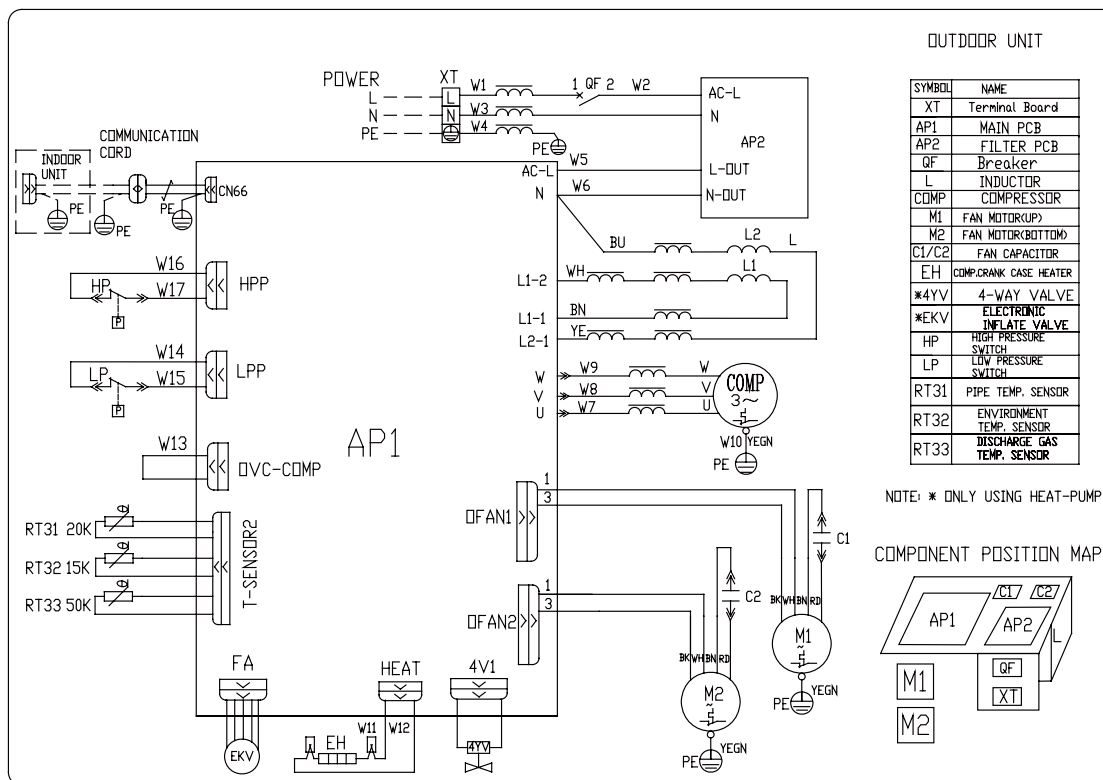 OUTDOOR UNIT
SYMBOL NAME
XT Terminal Board
AP1 MAIN PCB
AP2 FILTER PCB
QF Breaker
L INDUCTOR
COMP COMPRESSOR
M1 FAN MOTOR(UP)
M2 FAN MOTOR(BOTTOM)
C1/C2 FAN CAPACITOR
EH COMP.CRANK CASE HEATER
*4YV 4-WAY VALVE
*EKV ELECTRONIC
INFLATE VALVE
HP HIGH PRESSURE
SWITCH
LP LOW PRESSURE
SWITCH
RT31 PIPE TEMP. SENSOR
RT32 ENVIRONMENT
TEMP. SENSOR
RT33 DISCHARGE GAS
TEMP. SENSOR
NOTE: * ONLY USING HEAT-PUMP
COMPONENT POSITION MAP
AP1
C1
C2
AP2
L
QF
XT
M1
M2
POWER
XT
L L W1 1 QF 2 W2 AC-L
N N W3 N
PE W4 PE
AP2
AC-L W5 L-OUT
N W6 N-OUT
COMMUNICATION
CORD
INDOOR
UNIT
PE
PE
PE
CN66
BU L2 L
L1-2 WH L1
L1-1 BN
L2-1 YE
W16
HP W17
P
HPP
W14
LP W15
P
LPP
W W9 W
V W8 V
U W7 U
COMP
3~
W10 YEGN
PE
AP1
W13
OVC-COMP
RT31 20K θ
RT32 15K θ
RT33 50K θ
T-SENSOR2
OFAN1
1
3
C1
BK WH BN RD
M1
~
PE
YEGN
OFAN2
1
3
C2
BK WH BN RD
M2
~
PE
YEGN
FA
EKV
HEAT
W11 W12
EH
4V1
4YV